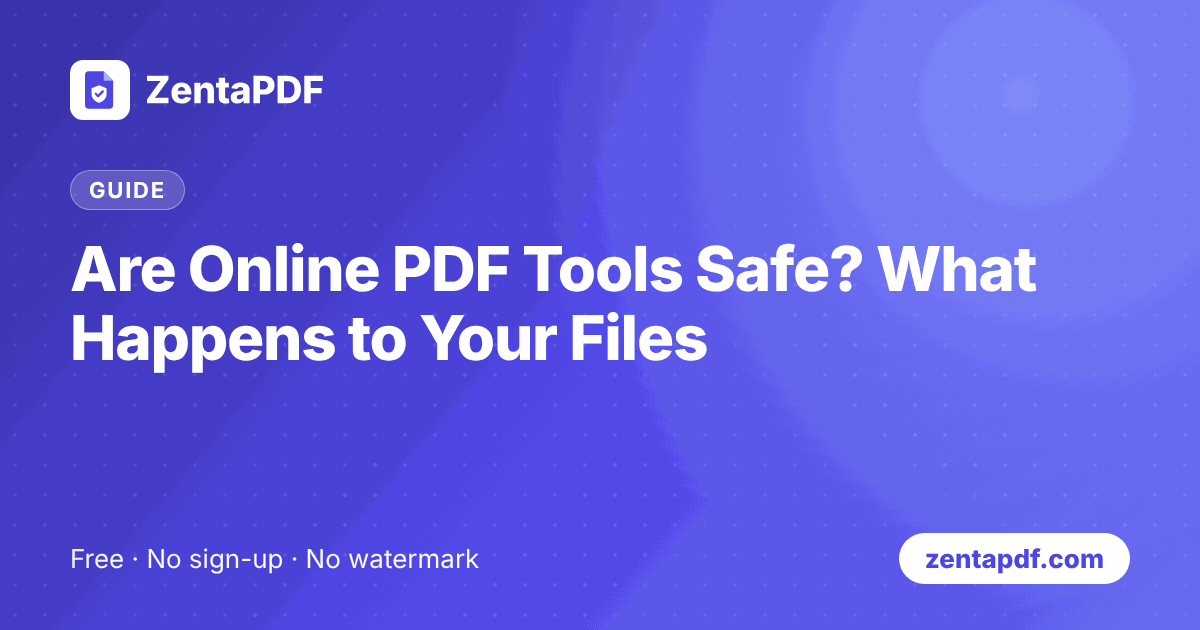 ZentaPDF
GUIDE
Are Online PDF Tools Safe? What
Happens to Your Files
Free · No sign-up · No watermark
zentapdf.com